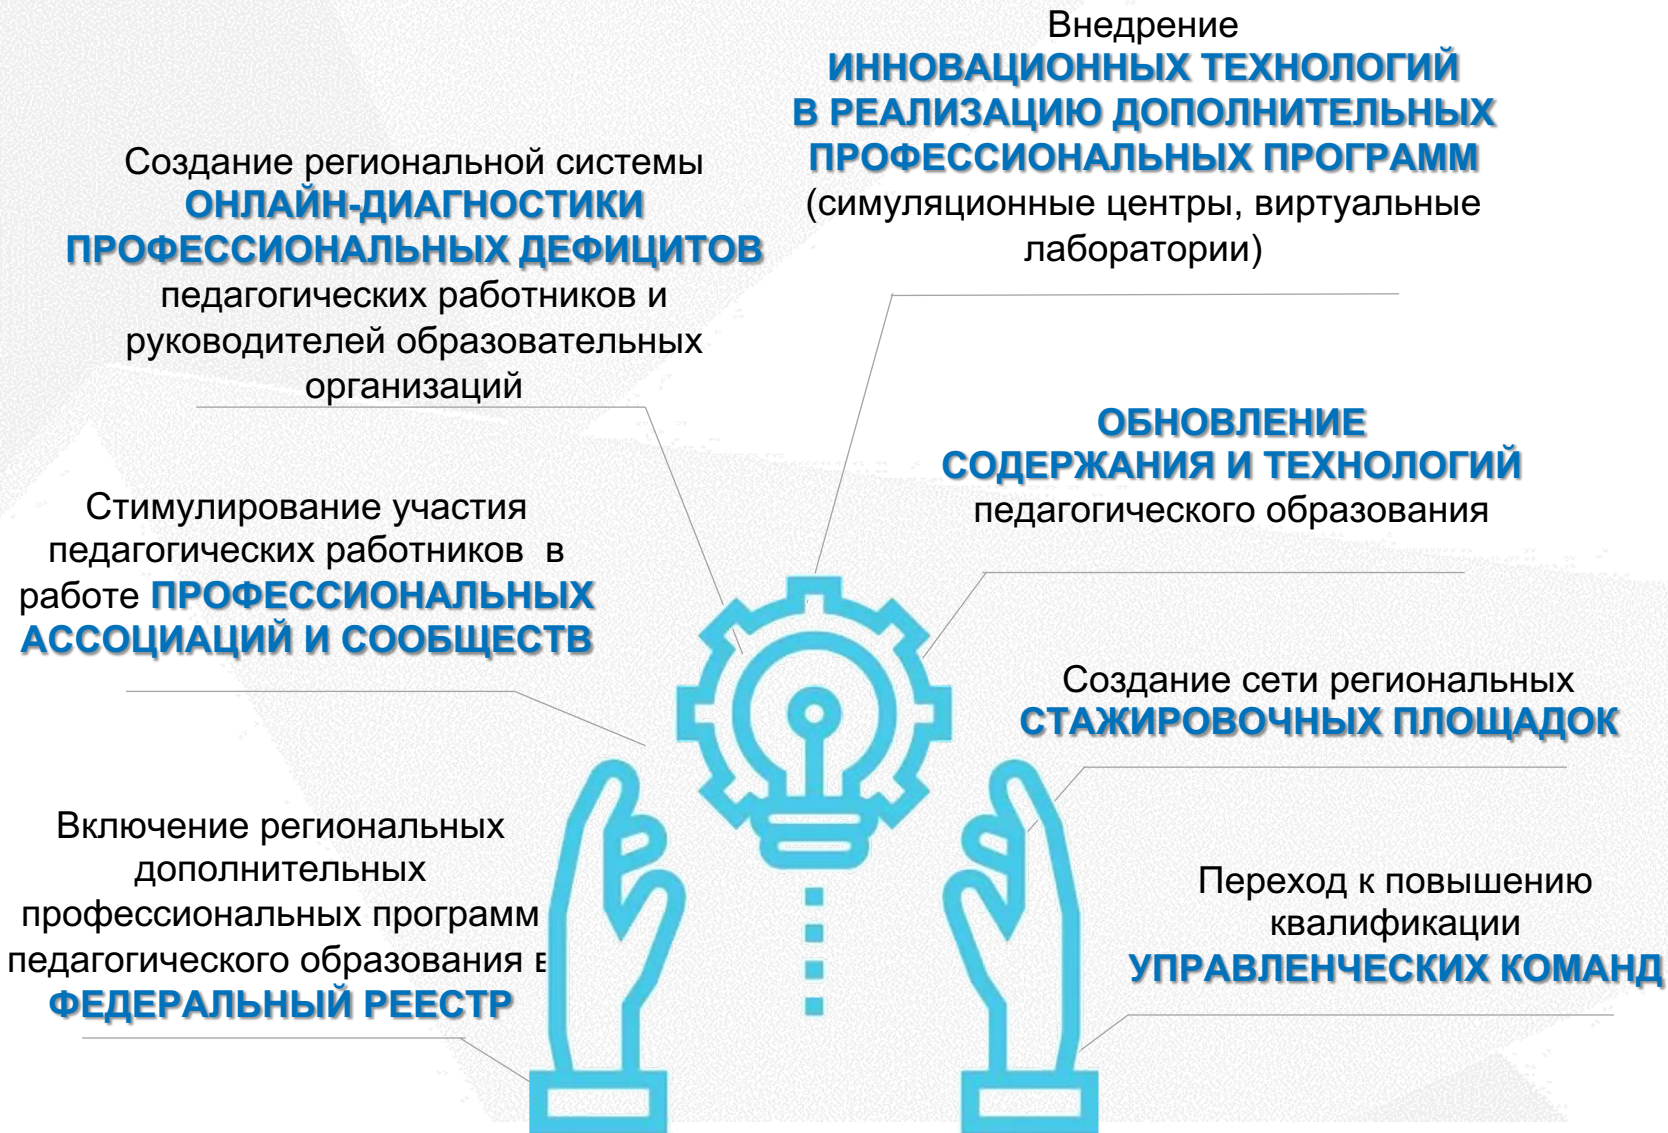 Внедрение
ИННОВАЦИОННЫХ ТЕХНОЛОГИЙ
В РЕАЛИЗАЦИЮ ДОПОЛНИТЕЛЬНЫХ
ПРОФЕССИОНАЛЬНЫХ ПРОГРАММ
(симуляционные центры, виртуальные
лаборатории)
Создание региональной системы
ОНЛАЙН-ДИАГНОСТИКИ
ПРОФЕССИОНАЛЬНЫХ ДЕФИЦИТОВ
педагогических работников и
руководителей образовательных
организаций
ОБНОВЛЕНИЕ
СОДЕРЖАНИЯ И ТЕХНОЛОГИЙ
педагогического образования
Стимулирование участия
педагогических работников в
работе ПРОФЕССИОНАЛЬНЫХ
АССОЦИАЦИЙ И СООБЩЕСТВ
Создание сети региональных
СТАЖИРОВОЧНЫХ ПЛОЩАДОК
Включение региональных
дополнительных
профессиональных программ
педагогического образования в
ФЕДЕРАЛЬНЫЙ РЕЕСТР
Переход к повышению
квалификации
УПРАВЛЕНЧЕСКИХ КОМАНД